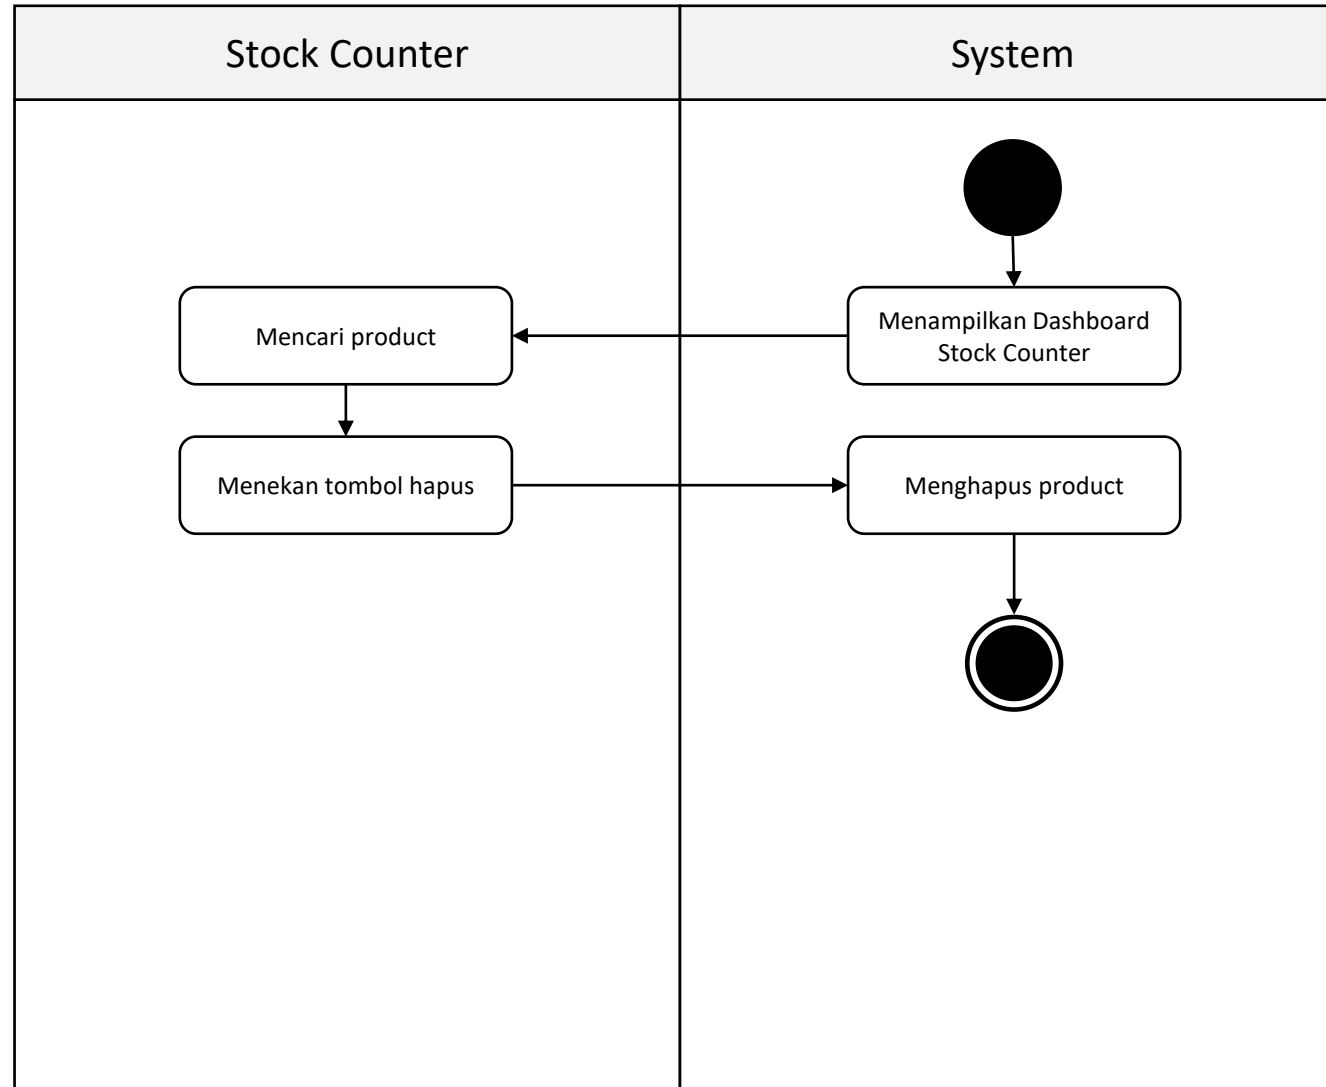 Stock Counter
System
Menampilkan Dashboard
Stock Counter
Mencari product
Menekan tombol hapus
Menghapus product